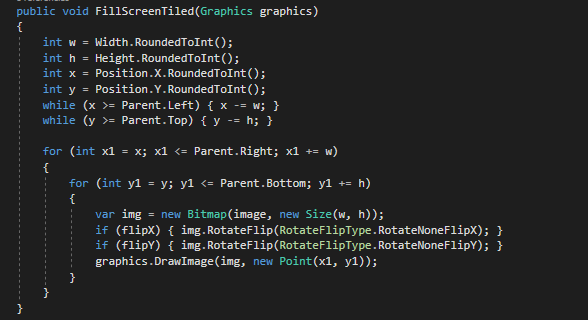 public void FillScreenTiled(Graphics graphics)
{
int w = Width.RoundedToInt();
int h = Height.RoundedToInt();
int x = Position.X.RoundedToInt();
int y = Position.Y.RoundedToInt();
while (x >= Parent.Left) { x -= w; }
while (y >= Parent.Top) { y -= h; }
for (int x1 = x; x1 <= Parent.Right; x1 += w)
{
for (int y1 = y; y1 <= Parent.Bottom; y1 += h)
{
var img = new Bitmap(image, new Size(w, h));
if (flipX) { img.RotateFlip(RotateFlipType.RotateNoneFlipX); }
if (flipY) { img.RotateFlip(RotateFlipType.RotateNoneFlipY); }
graphics.DrawImage(img, new Point(x1, y1));
}
}
}